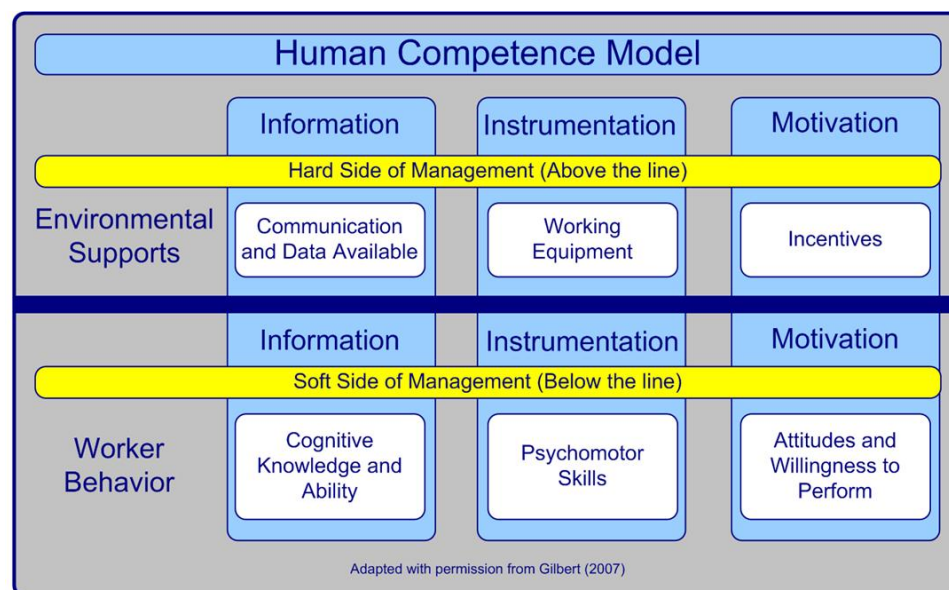 Human Competence Model
Information
Instrumentation
Motivation
Hard Side of Management (Above the line)
Environmental
Supports
Communication
and Data Available
Working
Equipment
Incentives
Information
Instrumentation
Motivation
Soft Side of Management (Below the line)
Worker
Behavior
Cognitive
Knowledge and
Ability
Psychomotor
Skills
Attitudes and
Willingness to
Perform
Adapted with permission from Gilbert (2007)